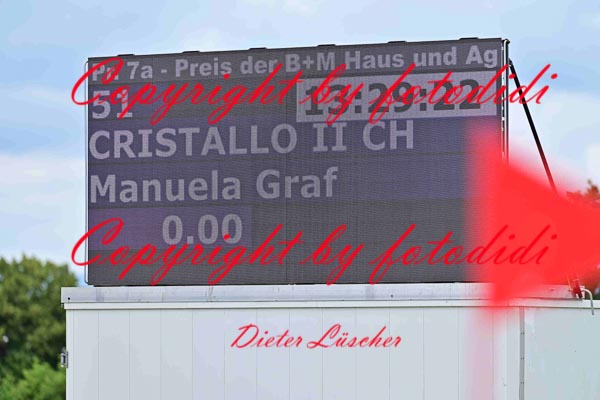 Pr 7a - Preis der B+M Haus und Ag
Copyright by fotodidi
51
CRISTALLO II CH
Manuela Graf
0.00
Copyright by fotodidi
Dieter Lüscher